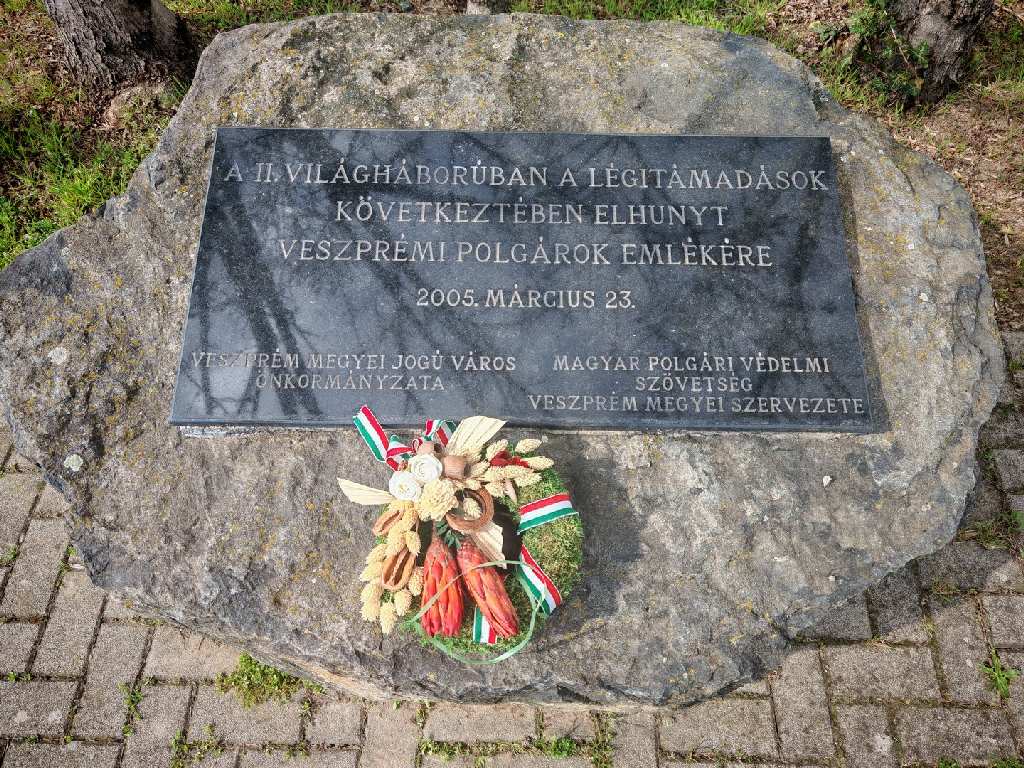 A II. VILÁGHÁBORÚBAN A LÉGITÁMADÁSOK
KÖVETKEZTÉBEN ELHUNYT
VESZPRÉMI POLGÁROK EMLÉKÉRE
2005. MÁRCIUS 23.
VESZPRÉM MEGYEI JOGÚ VÁROS
ÖNKORMÁNYZATA
MAGYAR POLGÁRI VÉDELMI
SZÖVETSÉG
VESZPRÉM MEGYEI SZERVEZETE